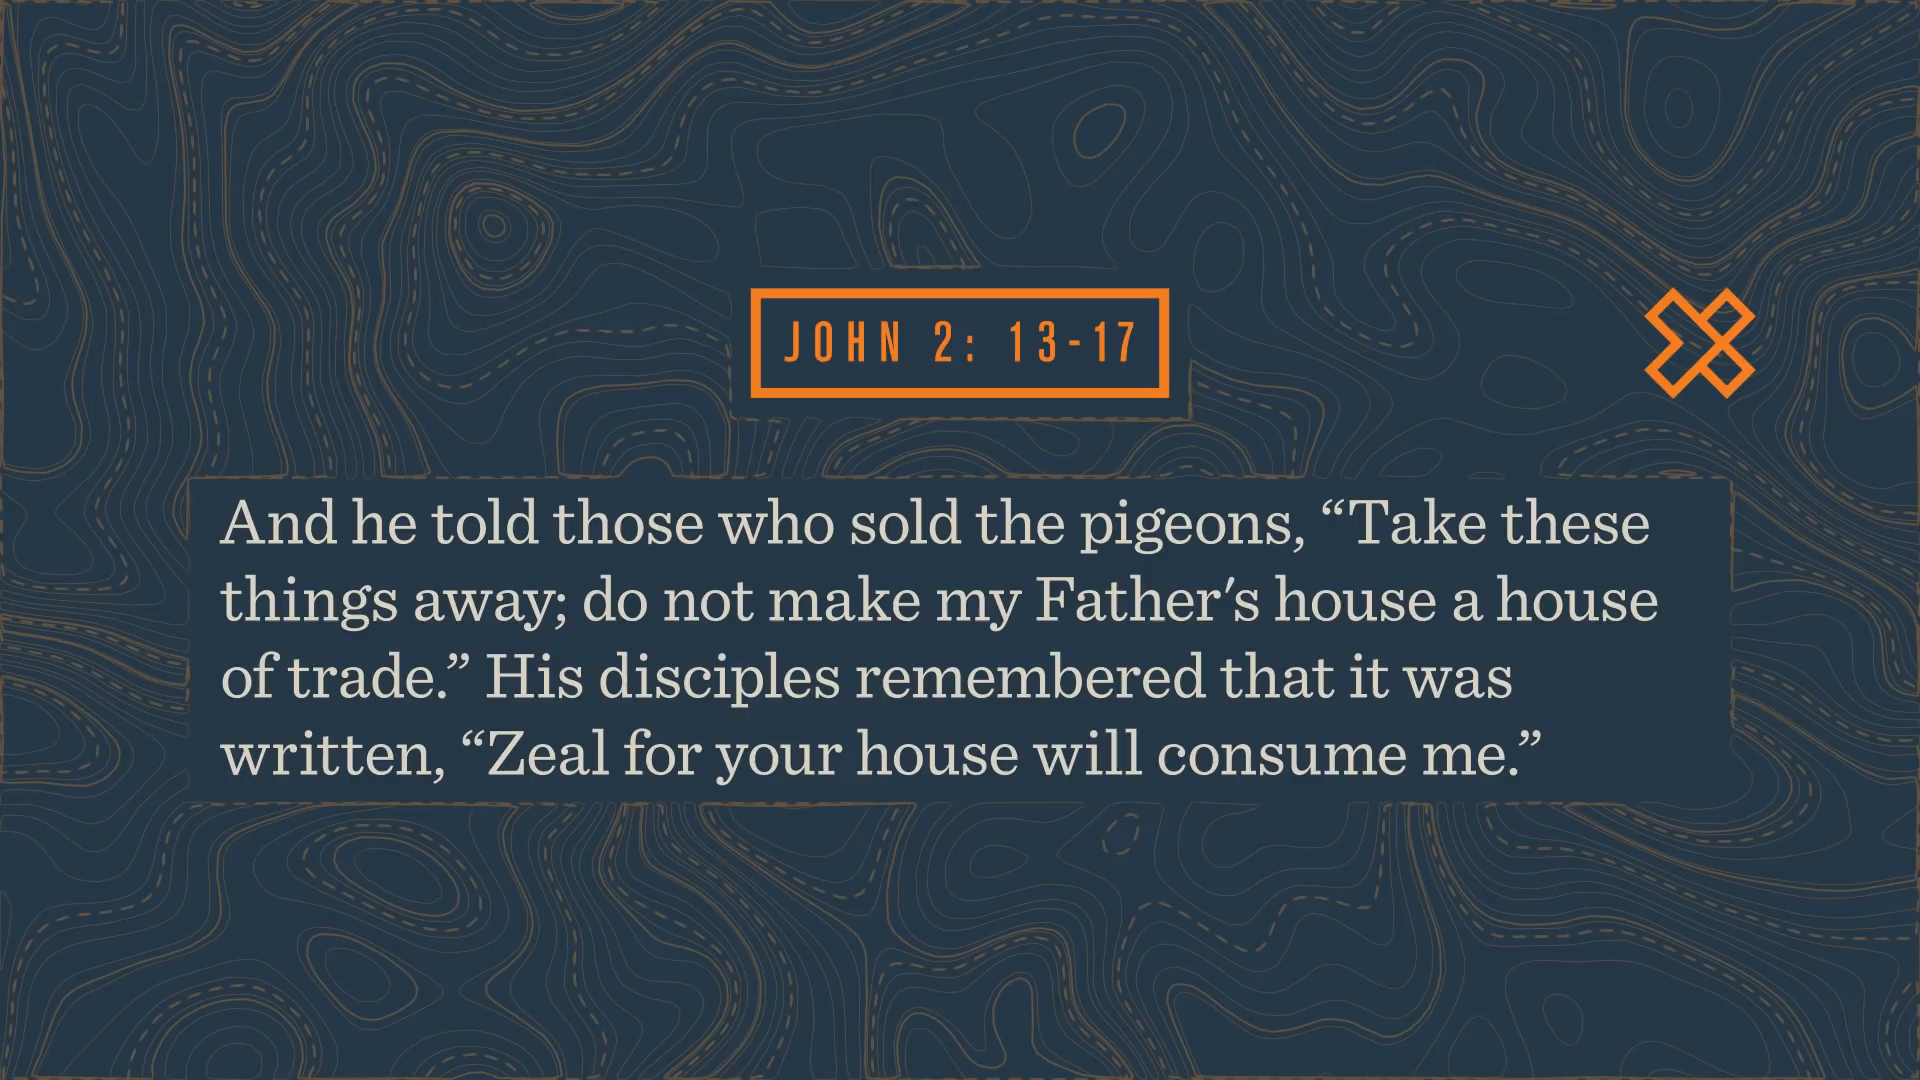 JOHN 2: 13-17
And he told those who sold the pigeons, “Take these
things away; do not make my Father's house a house
of trade.” His disciples remembered that it was
written, “Zeal for your house will consume me.”